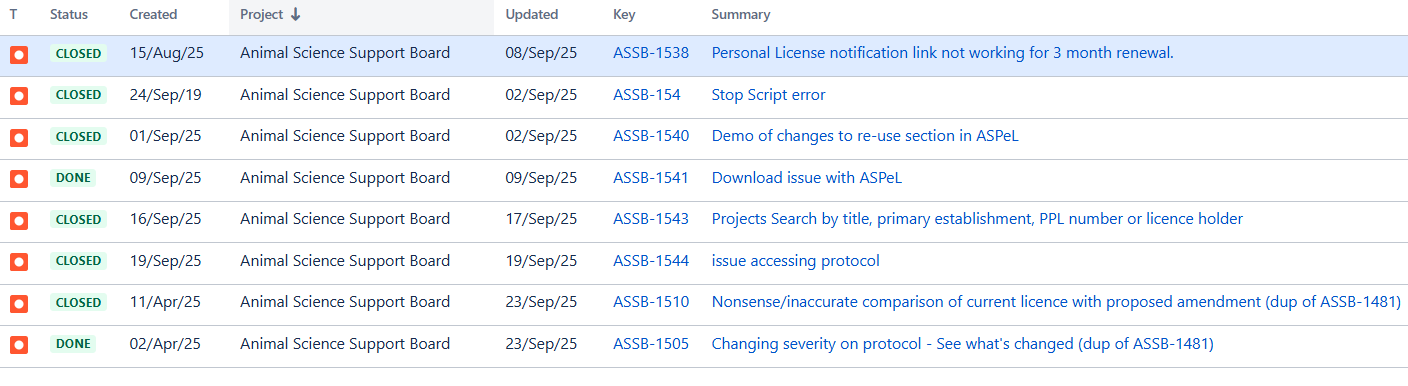 T Status Created Project ↓ Updated Key Summary
CLOSED 15/Aug/25 Animal Science Support Board 08/Sep/25 ASSB-1538 Personal License notification link not working for 3 month renewal.
CLOSED 24/Sep/19 Animal Science Support Board 02/Sep/25 ASSB-154 Stop Script error
CLOSED 01/Sep/25 Animal Science Support Board 02/Sep/25 ASSB-1540 Demo of changes to re-use section in ASPeL
DONE 09/Sep/25 Animal Science Support Board 09/Sep/25 ASSB-1541 Download issue with ASPeL
CLOSED 16/Sep/25 Animal Science Support Board 17/Sep/25 ASSB-1543 Projects Search by title, primary establishment, PPL number or licence holder
CLOSED 19/Sep/25 Animal Science Support Board 19/Sep/25 ASSB-1544 issue accessing protocol
CLOSED 11/Apr/25 Animal Science Support Board 23/Sep/25 ASSB-1510 Nonsense/inaccurate comparison of current licence with proposed amendment (dup of ASSB-1481)
DONE 02/Apr/25 Animal Science Support Board 23/Sep/25 ASSB-1505 Changing severity on protocol - See what's changed (dup of ASSB-1481)